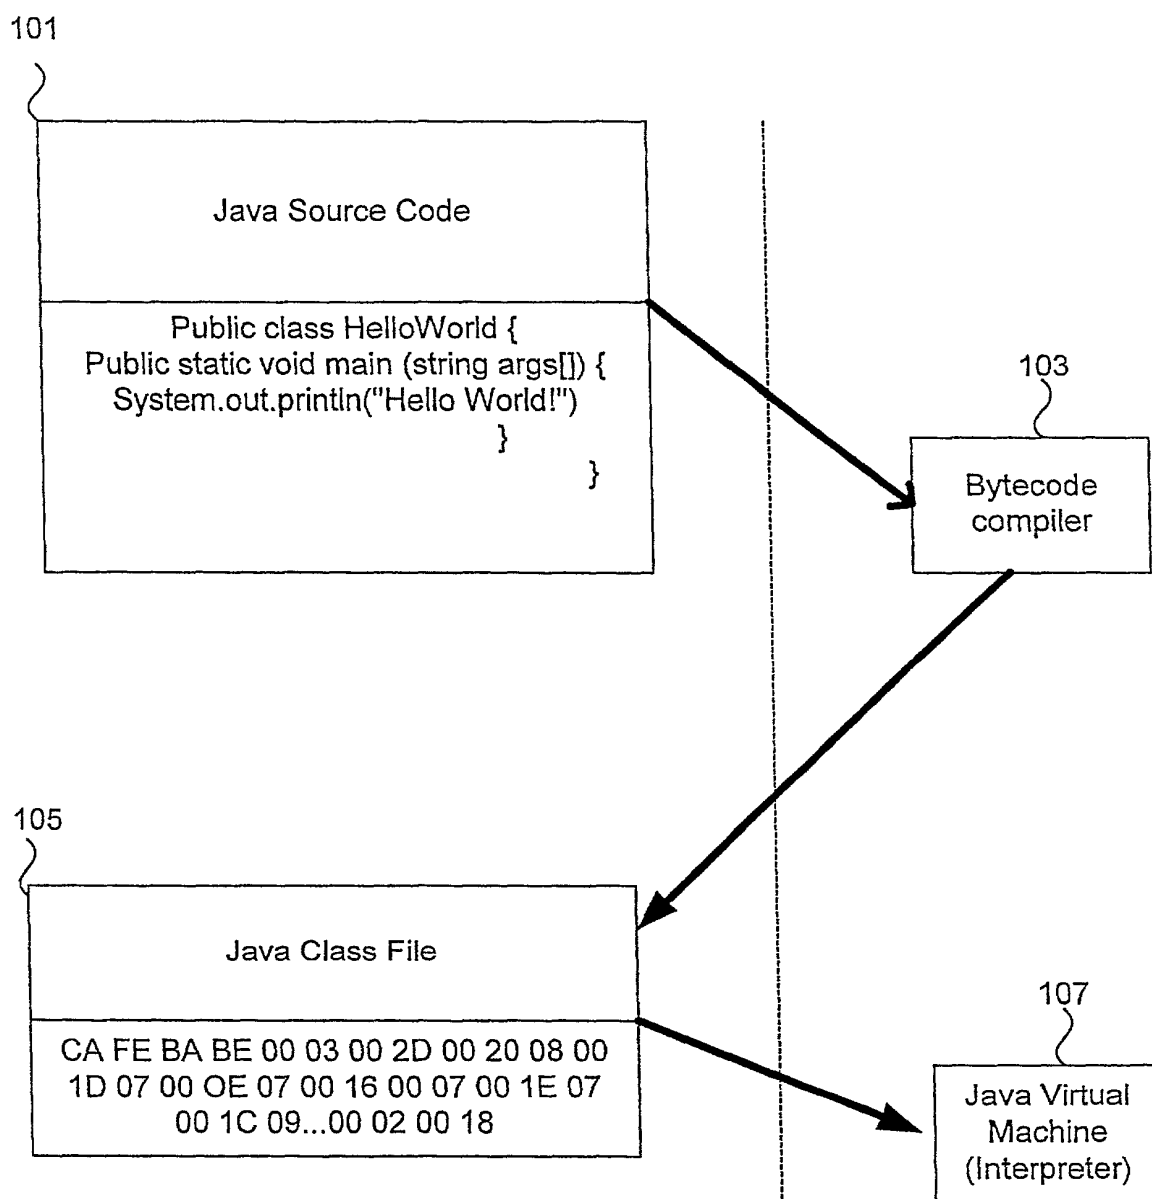 101
Java Source Code
Public class HelloWorld {
Public static void main (string args[]) {
System.out.println("Hello World!")
}
}
103
Bytecode
compiler
105
Java Class File
CA FE BA BE 00 03 00 2D 00 20 08 00
1D 07 00 OE 07 00 16 00 07 00 1E 07
00 1C 09...00 02 00 18
107
Java Virtual
Machine
(Interpreter)